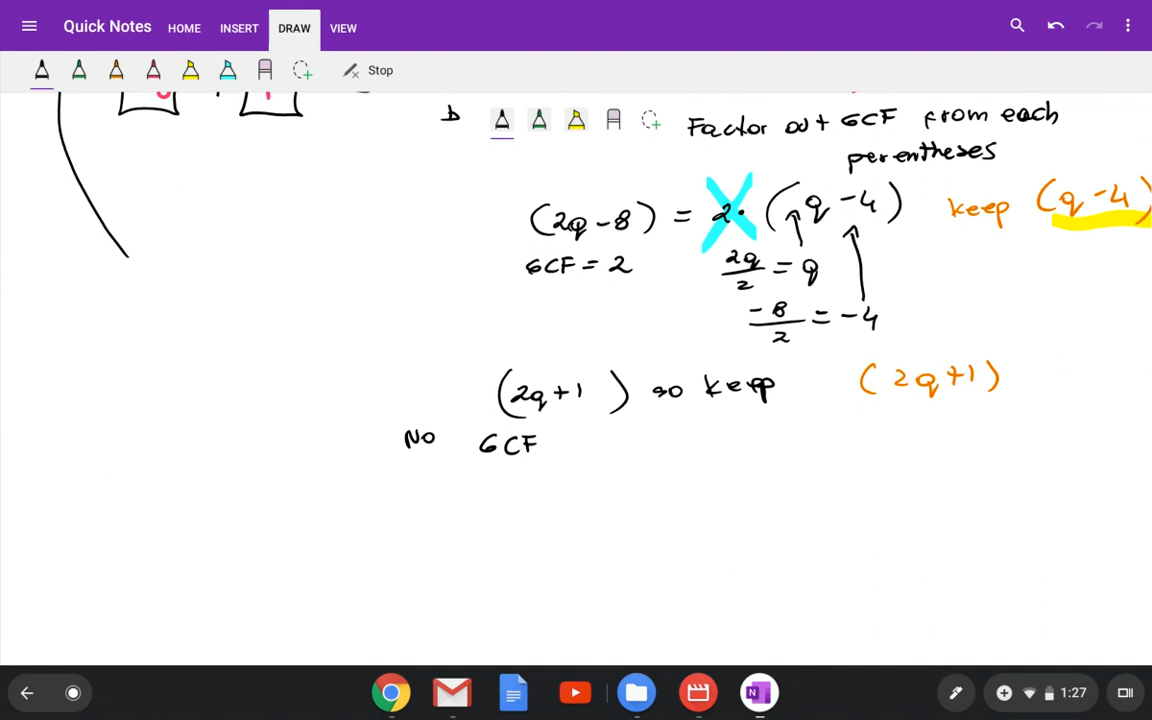 Quick Notes HOME INSERT DRAW VIEW
Stop
Factor out GCF from each
parentheses
(2q - 8) = 2 · (q - 4) keep (q - 4)
GCF = 2
2q/2 = q
-8/2 = -4
(2q + 1) so keep (2q + 1)
No GCF
1:27